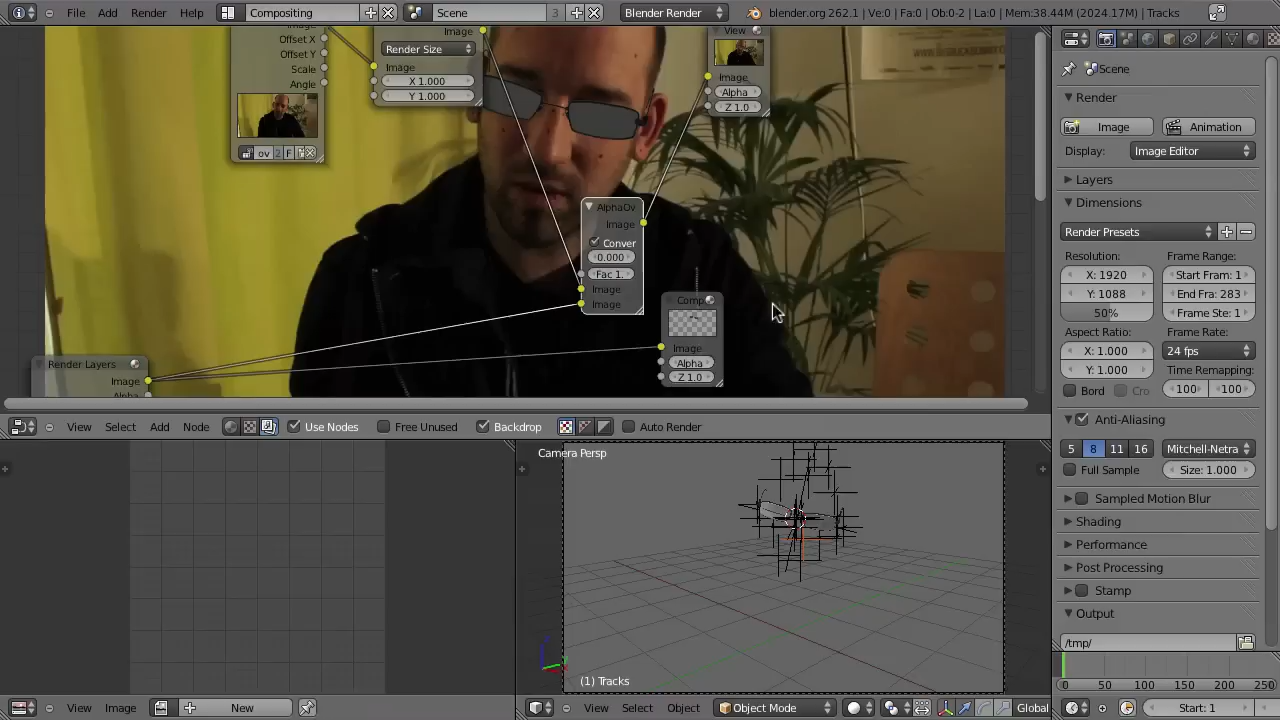 File Add Render Help Compositing Scene 3 Blender Render blender.org 262.1 | Ve:0 | Fa:0 | Ob:0-2 | La:0 | Mem:38.44M (2024.17M) | Tracks
Offset X
Offset Y
Scale
Angle
ov 2 F
Image
Render Size
Image
X 1.000
Y 1.000
View
Image
Alpha
Z 1.0
AlphaOv
Image
Conver
0.000
Fac 1.
Image
Image
Comp
Image
Alpha
Z 1.0
Render Layers
Image
Alpha
View Select Add Node Use Nodes Free Unused Backdrop Auto Render
Camera Persp
(1) Tracks
View Image New
View Select Object Object Mode Global
Scene
Render
Image Animation
Display: Image Editor
Layers
Dimensions
Render Presets
Resolution: Frame Range:
X: 1920 Start Fram: 1
Y: 1088 End Fra: 283
50% Frame Ste: 1
Aspect Ratio: Frame Rate:
X: 1.000 24 fps
Y: 1.000 Time Remapping:
Bord Cro 100 100
Anti-Aliasing
5 8 11 16 Mitchell-Netra
Full Sample Size: 1.000
Sampled Motion Blur
Shading
Performance
Post Processing
Stamp
Output
/tmp/
0 50 100 150 200 250
Start: 1